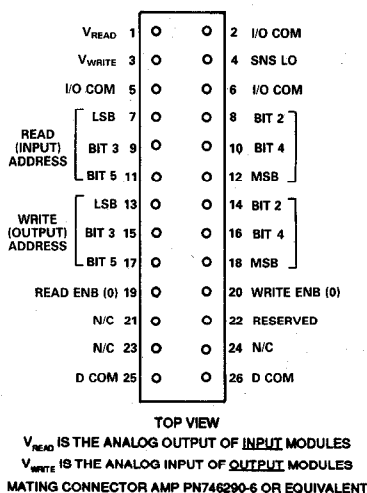 V_READ 1 2 I/O COM
V_WRITE 3 4 SNS LO
I/O COM 5 6 I/O COM
READ (INPUT) ADDRESS
LSB 7 8 BIT 2
BIT 3 9 10 BIT 4
BIT 5 11 12 MSB
WRITE (OUTPUT) ADDRESS
LSB 13 14 BIT 2
BIT 3 15 16 BIT 4
BIT 5 17 18 MSB
READ ENB (0) 19 20 WRITE ENB (0)
N/C 21 22 RESERVED
N/C 23 24 N/C
D COM 25 26 D COM
TOP VIEW
V_READ IS THE ANALOG OUTPUT OF INPUT MODULES
V_WRITE IS THE ANALOG INPUT OF OUTPUT MODULES
MATING CONNECTOR AMP PN746290-6 OR EQUIVALENT